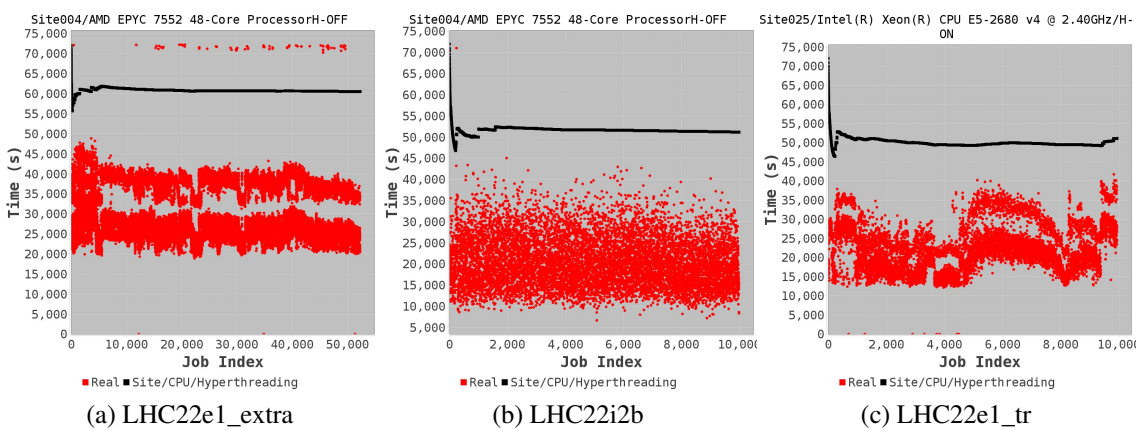 Site004/AMD EPYC 7552 48-Core ProcessorH-OFF
75,000
70,000
65,000
60,000
55,000
50,000
45,000
40,000
35,000
30,000
25,000
20,000
15,000
10,000
5,000
0
Time (s)
0 10,000 20,000 30,000 40,000 50,000
Job Index
Real Site/CPU/Hyperthreading
(a) LHC22e1_extra
Site004/AMD EPYC 7552 48-Core ProcessorH-OFF
75,000
70,000
65,000
60,000
55,000
50,000
45,000
40,000
35,000
30,000
25,000
20,000
15,000
10,000
5,000
Time (s)
0 2,000 4,000 6,000 8,000 10,000
Job Index
Real Site/CPU/Hyperthreading
(b) LHC22i2b
Site025/Intel(R) Xeon(R) CPU E5-2680 v4 @ 2.40GHz/H-
ON
75,000
70,000
65,000
60,000
55,000
50,000
45,000
40,000
35,000
30,000
25,000
20,000
15,000
10,000
5,000
0
Time (s)
0 2,000 4,000 6,000 8,000 10,000
Job Index
Real Site/CPU/Hyperthreading
(c) LHC22e1_tr